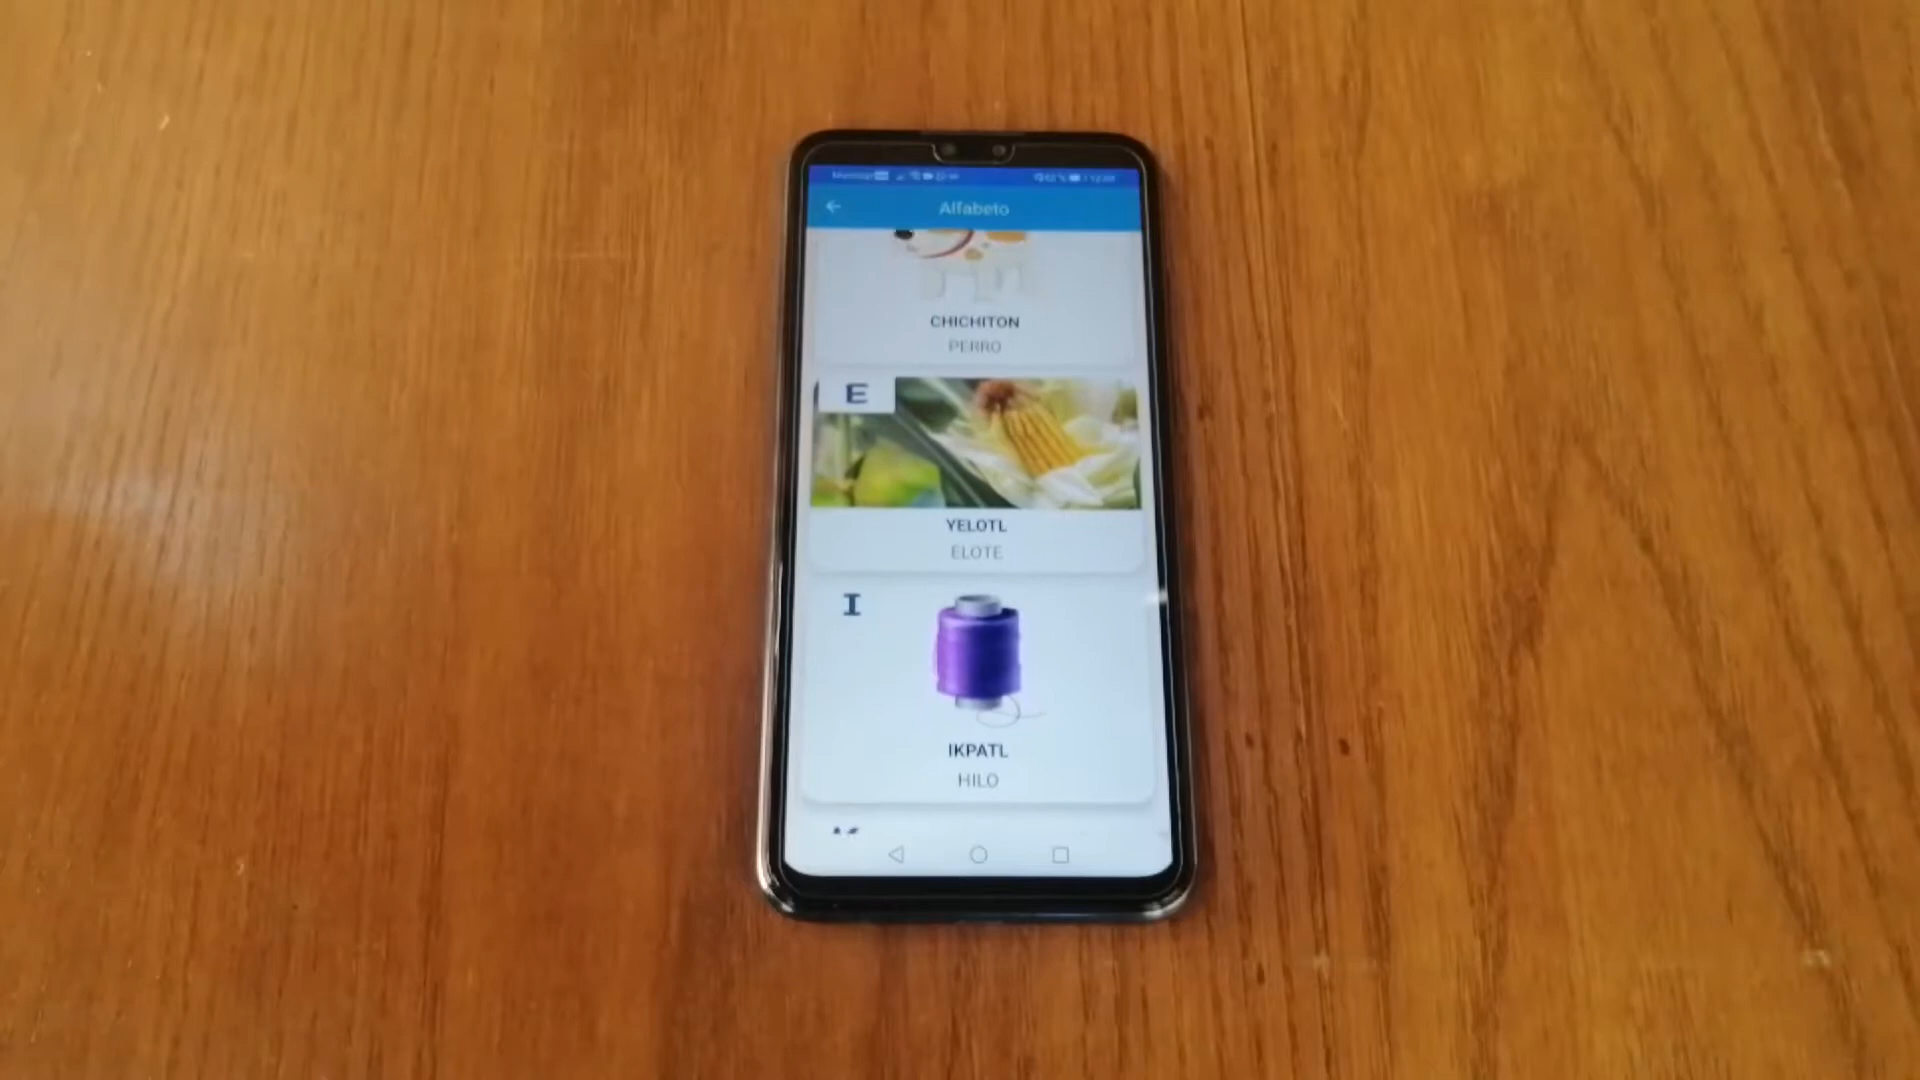 Alfabeto
CHICHITON
PERRO
E
YELOTL
ELOTE
I
IKPATL
HILO